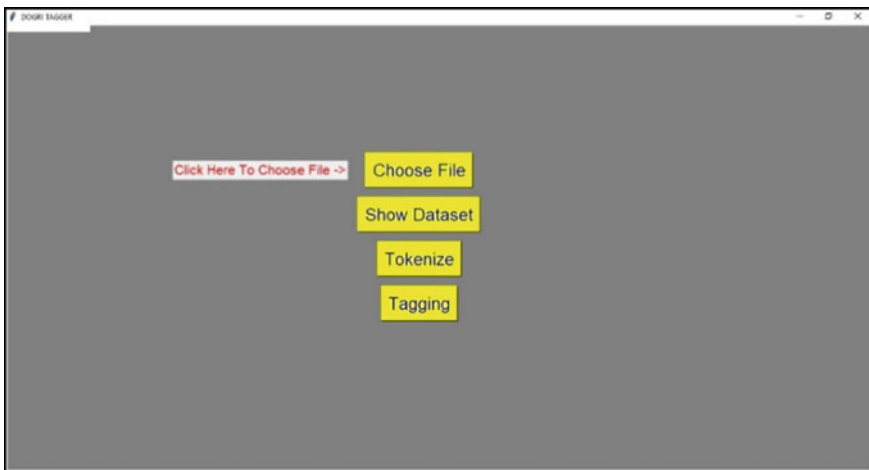 DOGRI TAGGER
Click Here To Choose File -> Choose File
Show Dataset
Tokenize
Tagging